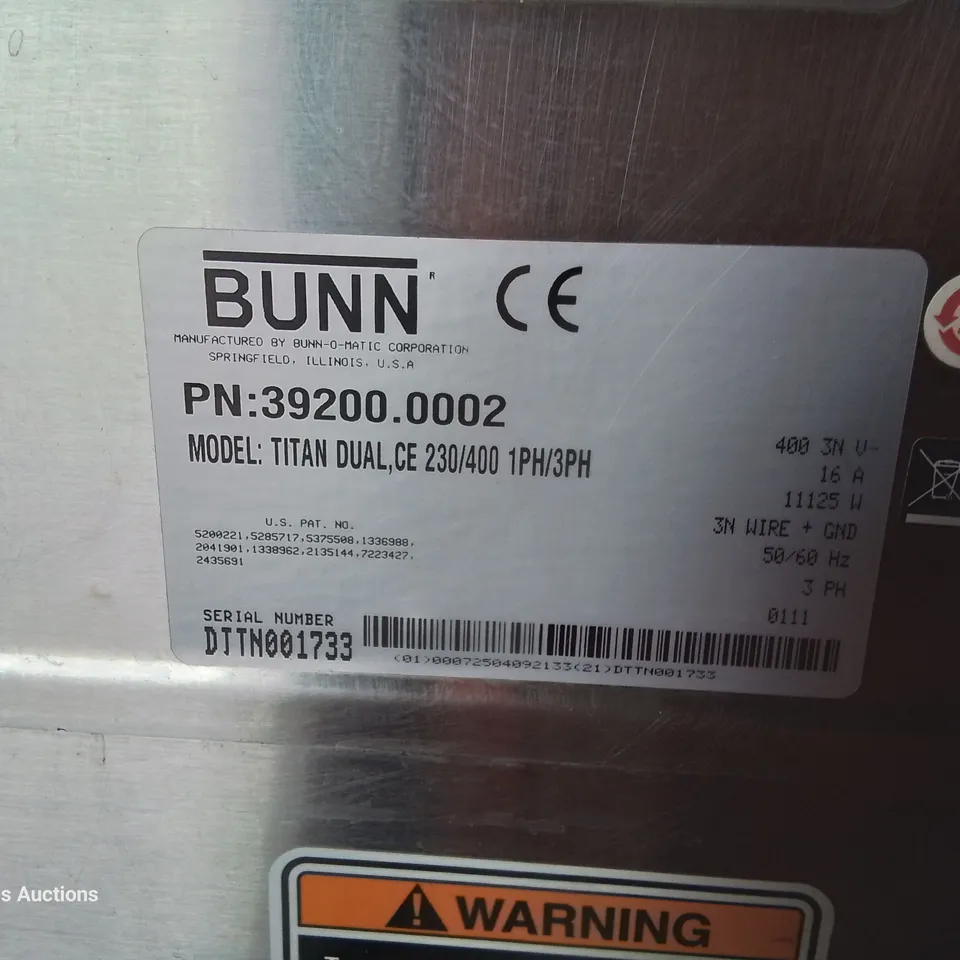 BUNN®
CE
MANUFACTURED BY BUNN-O-MATIC CORPORATION
SPRINGFIELD, ILLINOIS, U.S.A
PN:39200.0002
MODEL: TITAN DUAL,CE 230/400 1PH/3PH
400 3N V~
16 A
11125 W
3N WIRE + GND
50/60 Hz
3 PH
0111
U.S. PAT. NO.
5200221,5285717,5375508,1336988,
2041901,1338962,2135144,7223427,
2435691
SERIAL NUMBER
DTTN001733
(01)00072504092133(21)DTTN001733
s Auctions
WARNING